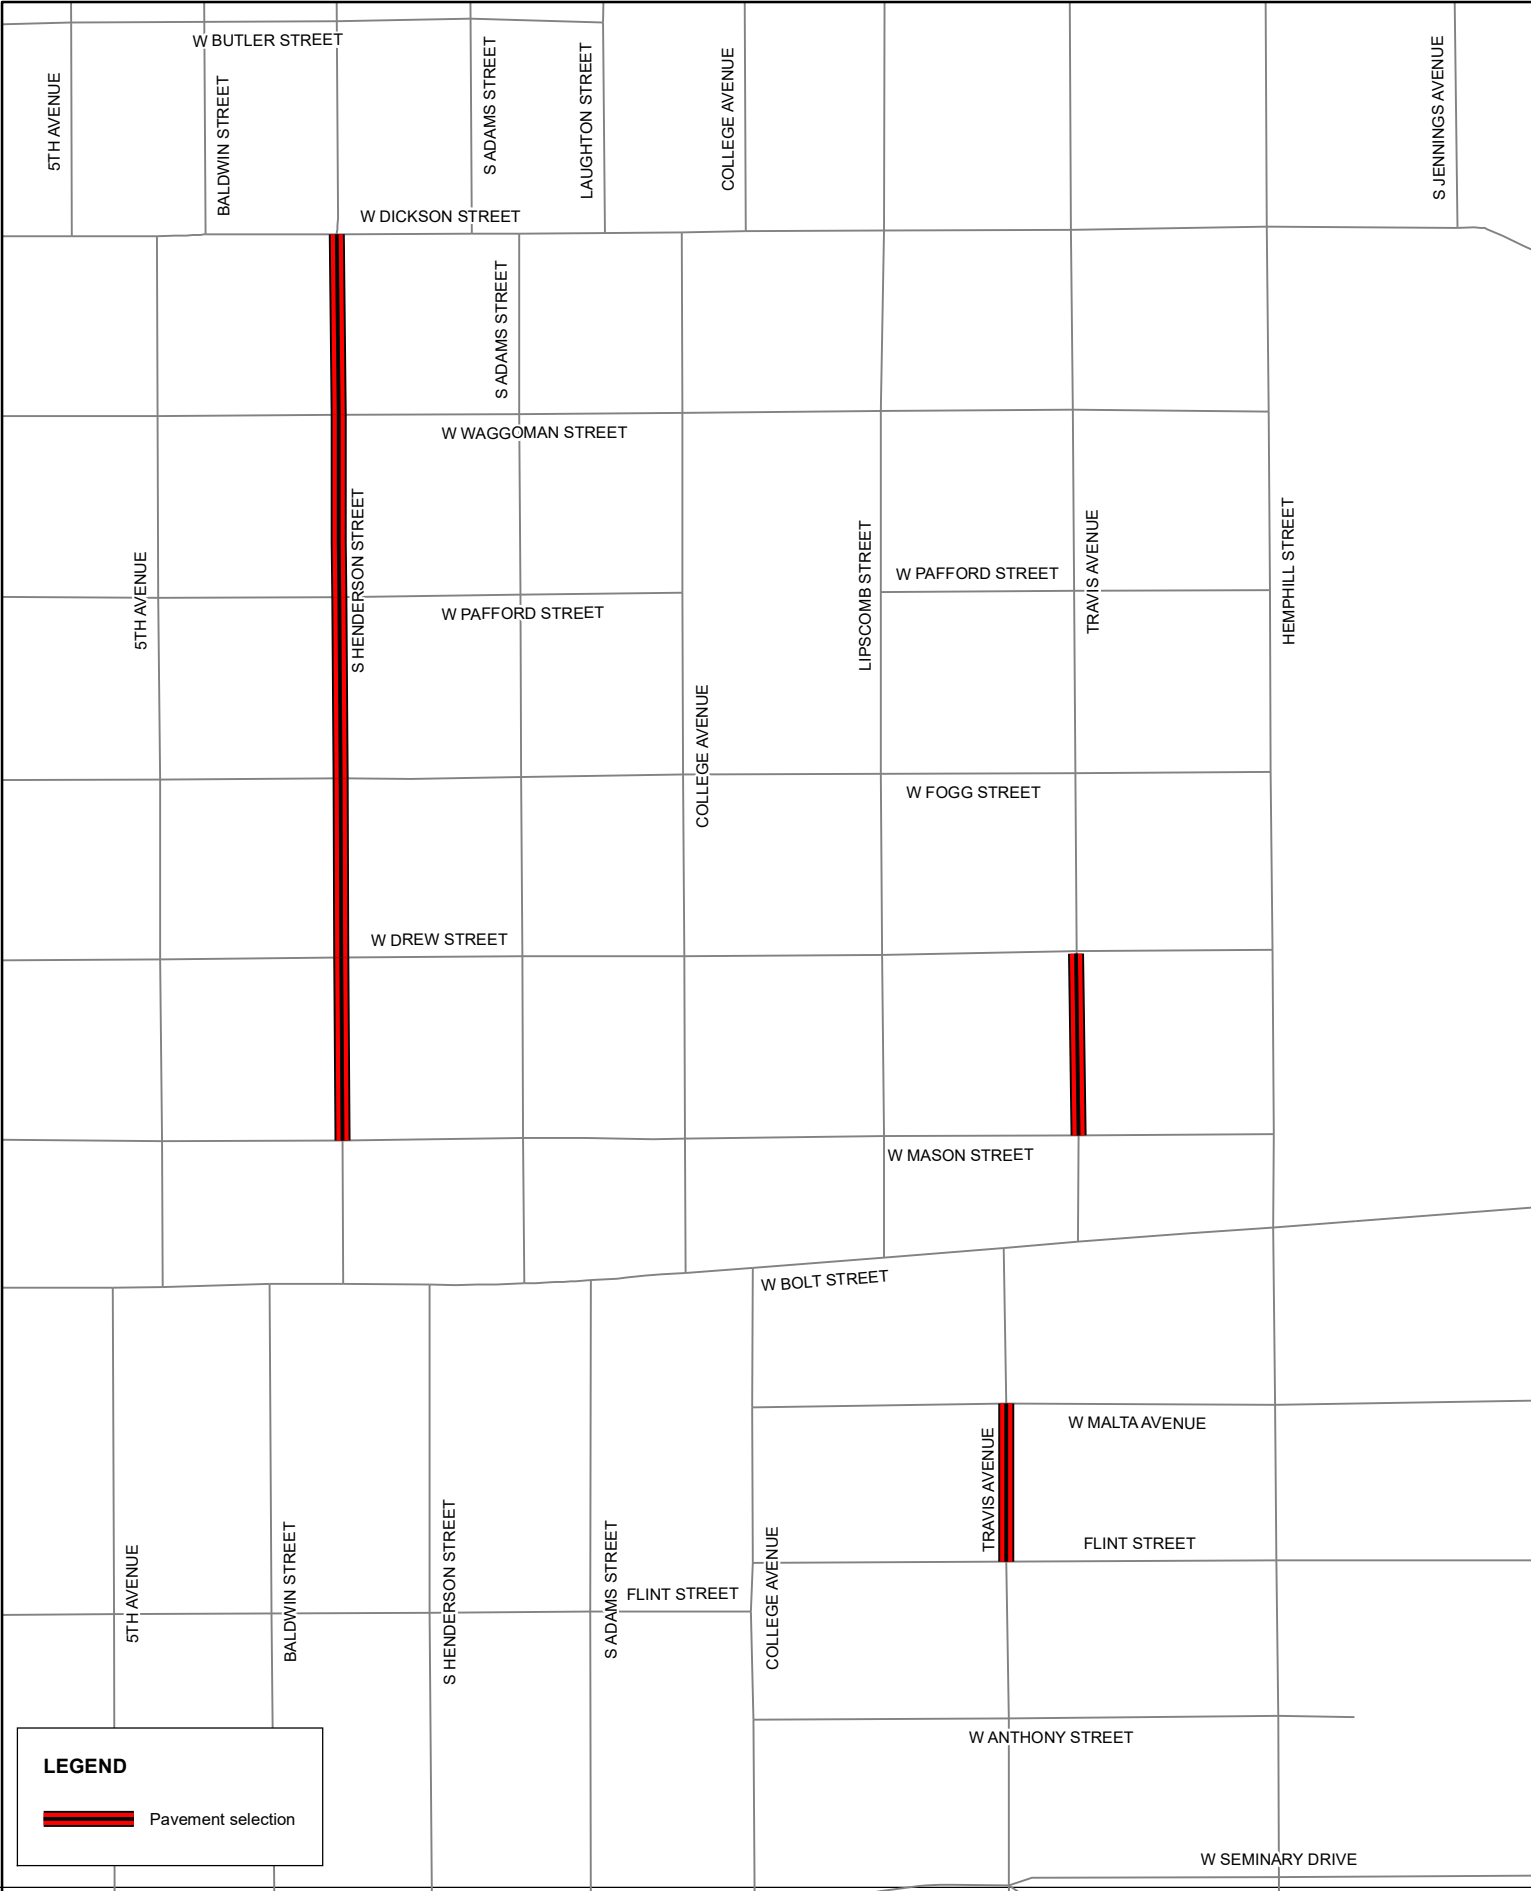 W BUTLER STREET
5TH AVENUE
BALDWIN STREET
S ADAMS STREET
LAUGHTON STREET
COLLEGE AVENUE
S JENNINGS AVENUE
W DICKSON STREET
S ADAMS STREET
W WAGGOMAN STREET
5TH AVENUE
S HENDERSON STREET
W PAFFORD STREET
LIPSCOMB STREET
W PAFFORD STREET
TRAVIS AVENUE
HEMPHILL STREET
COLLEGE AVENUE
W FOGG STREET
W DREW STREET
W MASON STREET
W BOLT STREET
W MALTA AVENUE
TRAVIS AVENUE
FLINT STREET
5TH AVENUE
BALDWIN STREET
S HENDERSON STREET
S ADAMS STREET
FLINT STREET
COLLEGE AVENUE
W ANTHONY STREET
LEGEND
Pavement selection
W SEMINARY DRIVE